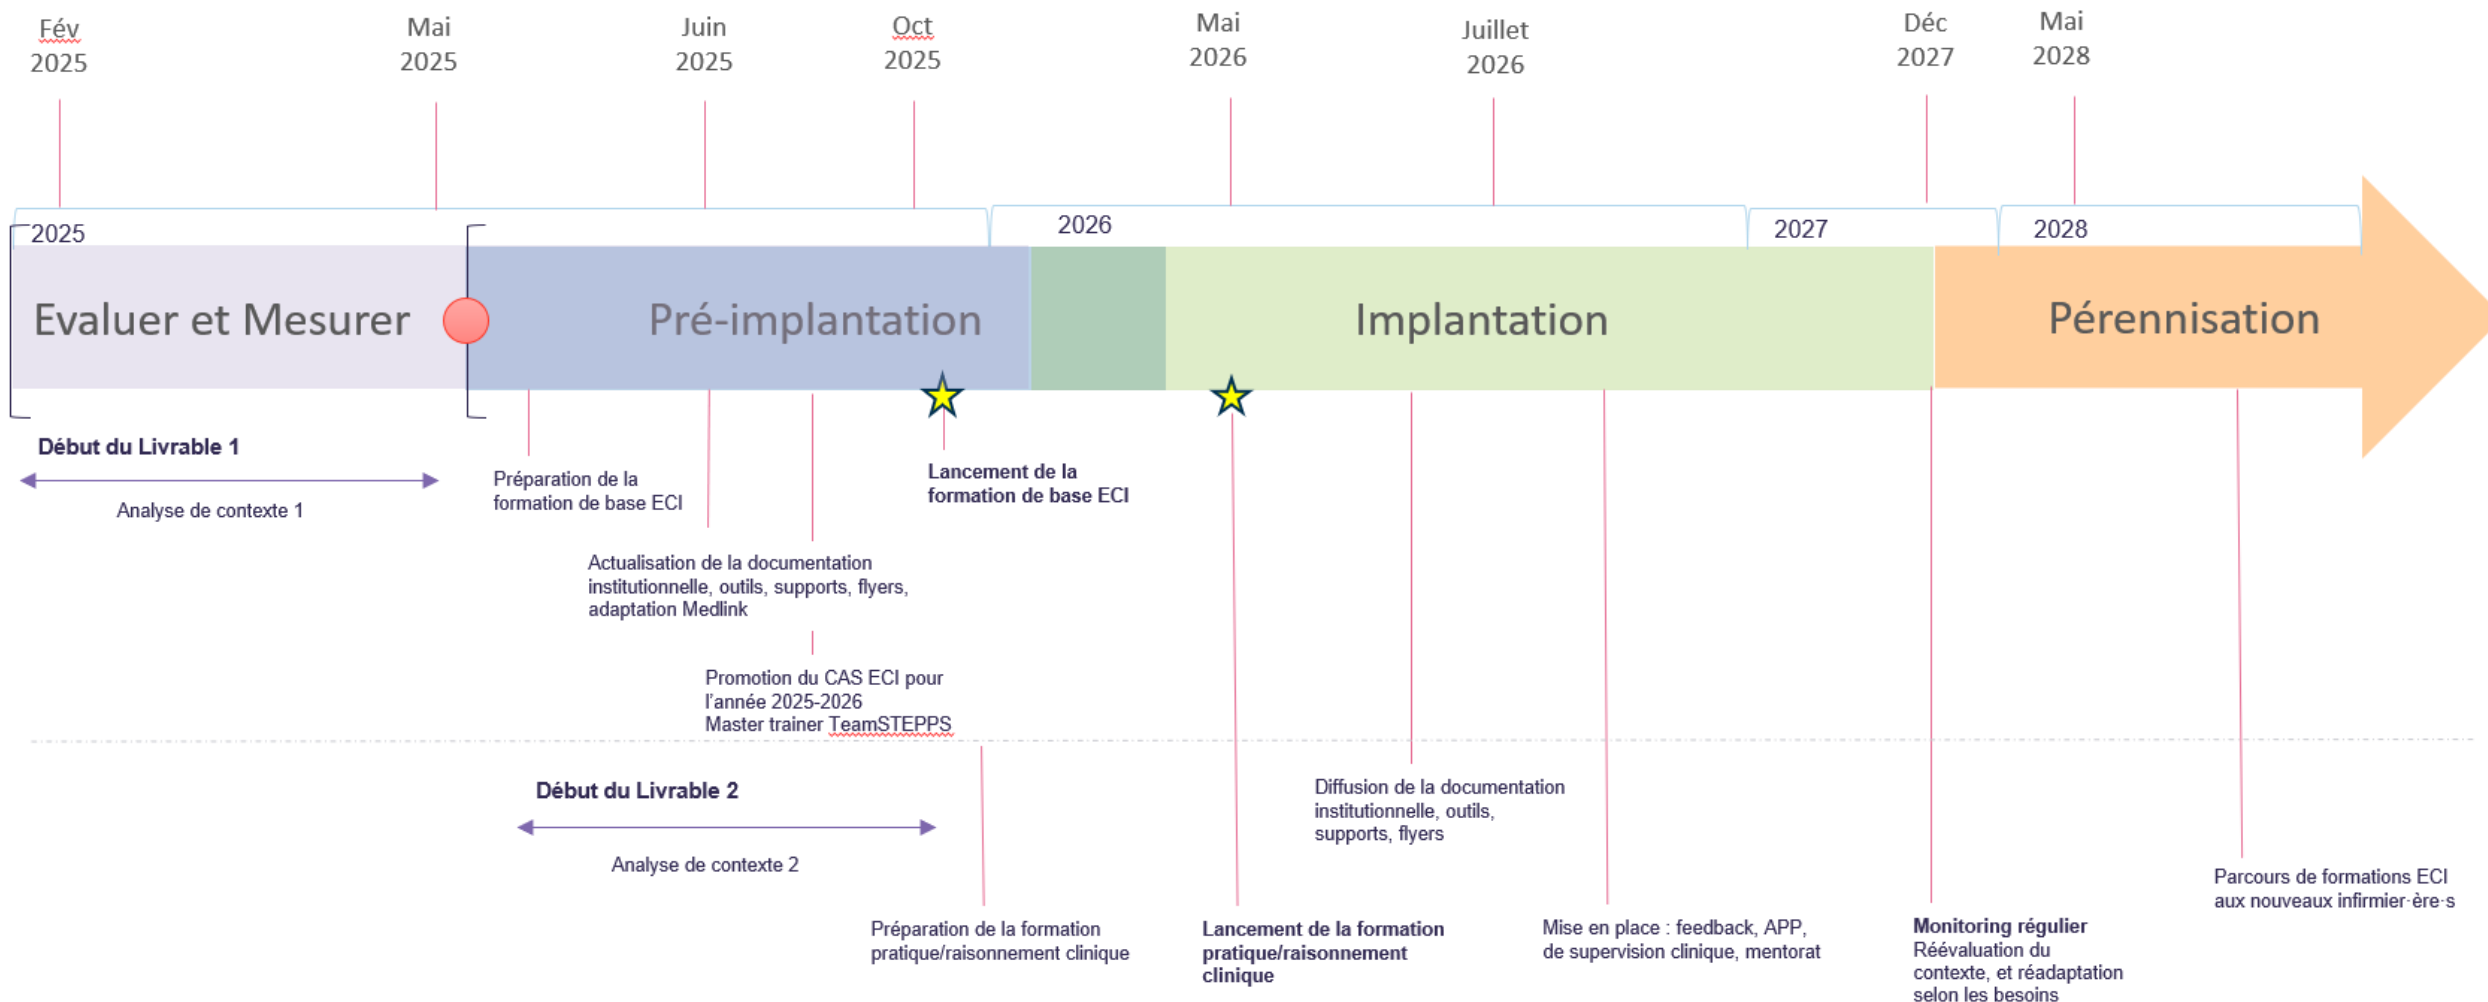 Fév
2025
Mai
2025
Juin
2025
Oct
2025
Mai
2026
Juillet
2026
Déc
2027
Mai
2028
2025
2026
2027
2028
Evaluer et Mesurer
Pré-implantation
Implantation
Pérennisation
Début du Livrable 1
Analyse de contexte 1
Préparation de la
formation de base ECI
Lancement de la
formation de base ECI
Actualisation de la documentation
institutionnelle, outils, supports, flyers,
adaptation Medlink
Promotion du CAS ECI pour
l'année 2025-2026
Master trainer TeamSTEPPS
Début du Livrable 2
Analyse de contexte 2
Préparation de la formation
pratique/raisonnement clinique
Lancement de la formation
pratique/raisonnement
clinique
Diffusion de la documentation
institutionnelle, outils,
supports, flyers
Mise en place : feedback, APP,
de supervision clinique, mentorat
Monitoring régulier
Réévaluation du
contexte, et réadaptation
selon les besoins
Parcours de formations ECI
aux nouveaux infirmier·ère·s